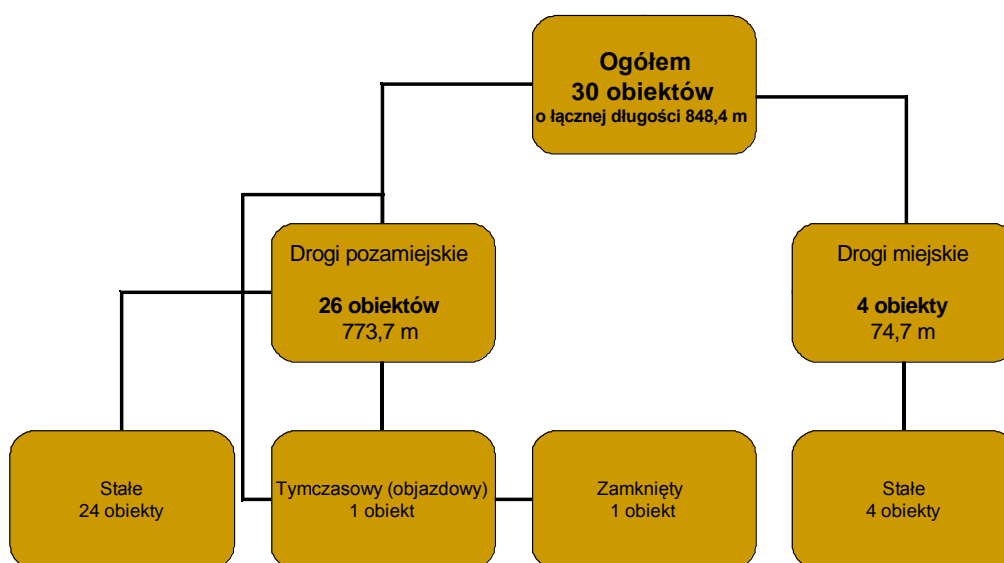 Ogółem
30 obiektów
o łącznej długości 848,4 m
Drogi pozamiejskie
26 obiektów
773,7 m
Drogi miejskie
4 obiekty
74,7 m
Stałe
24 obiekty
Tymczasowy (objazdowy)
1 obiekt
Zamknięty
1 obiekt
Stałe
4 obiekty